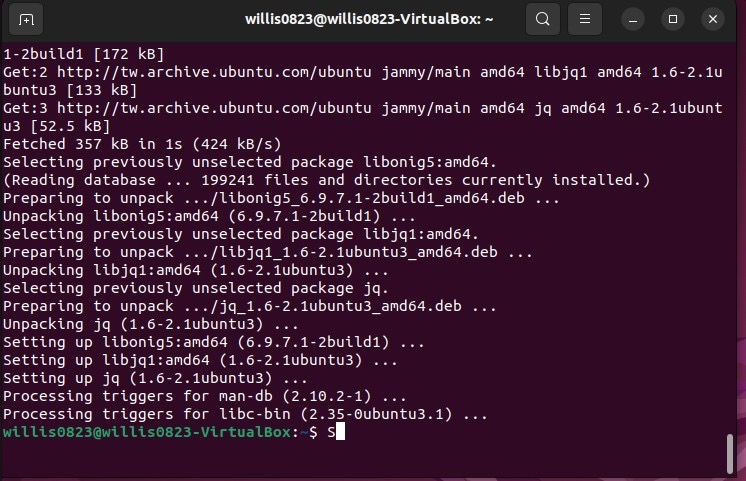 willis0823@willis0823-VirtualBox: ~
1-2build1 [172 kB]
Get:2 http://tw.archive.ubuntu.com/ubuntu jammy/main amd64 libjq1 amd64 1.6-2.1u
buntu3 [133 kB]
Get:3 http://tw.archive.ubuntu.com/ubuntu jammy/main amd64 jq amd64 1.6-2.1ubunt
u3 [52.5 kB]
Fetched 357 kB in 1s (424 kB/s)
Selecting previously unselected package libonig5:amd64.
(Reading database ... 199241 files and directories currently installed.)
Preparing to unpack .../libonig5_6.9.7.1-2build1_amd64.deb ...
Unpacking libonig5:amd64 (6.9.7.1-2build1) ...
Selecting previously unselected package libjq1:amd64.
Preparing to unpack .../libjq1_1.6-2.1ubuntu3_amd64.deb ...
Unpacking libjq1:amd64 (1.6-2.1ubuntu3) ...
Selecting previously unselected package jq.
Preparing to unpack .../jq_1.6-2.1ubuntu3_amd64.deb ...
Unpacking jq (1.6-2.1ubuntu3) ...
Setting up libonig5:amd64 (6.9.7.1-2build1) ...
Setting up libjq1:amd64 (1.6-2.1ubuntu3) ...
Setting up jq (1.6-2.1ubuntu3) ...
Processing triggers for man-db (2.10.2-1) ...
Processing triggers for libc-bin (2.35-0ubuntu3.1) ...
willis0823@willis0823-VirtualBox:~$ S